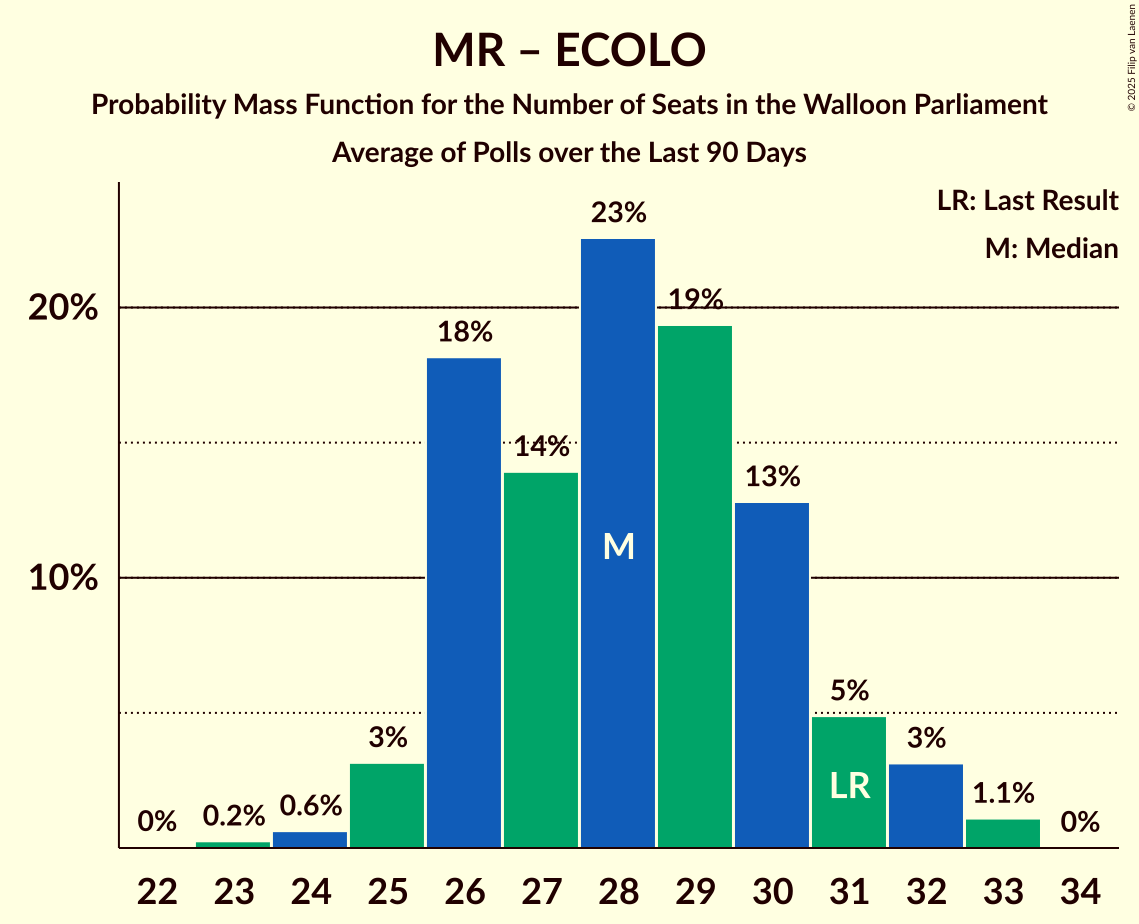 MR – ECOLO
Probability Mass Function for the Number of Seats in the Walloon Parliament
Average of Polls over the Last 90 Days
© 2025 Filip van Laenen
LR: Last Result
M: Median
20%
10%
0%
0.2%
0.6%
3%
18%
14%
23%
19%
13%
5%
3%
1.1%
0%
M
LR
22 23 24 25 26 27 28 29 30 31 32 33 34